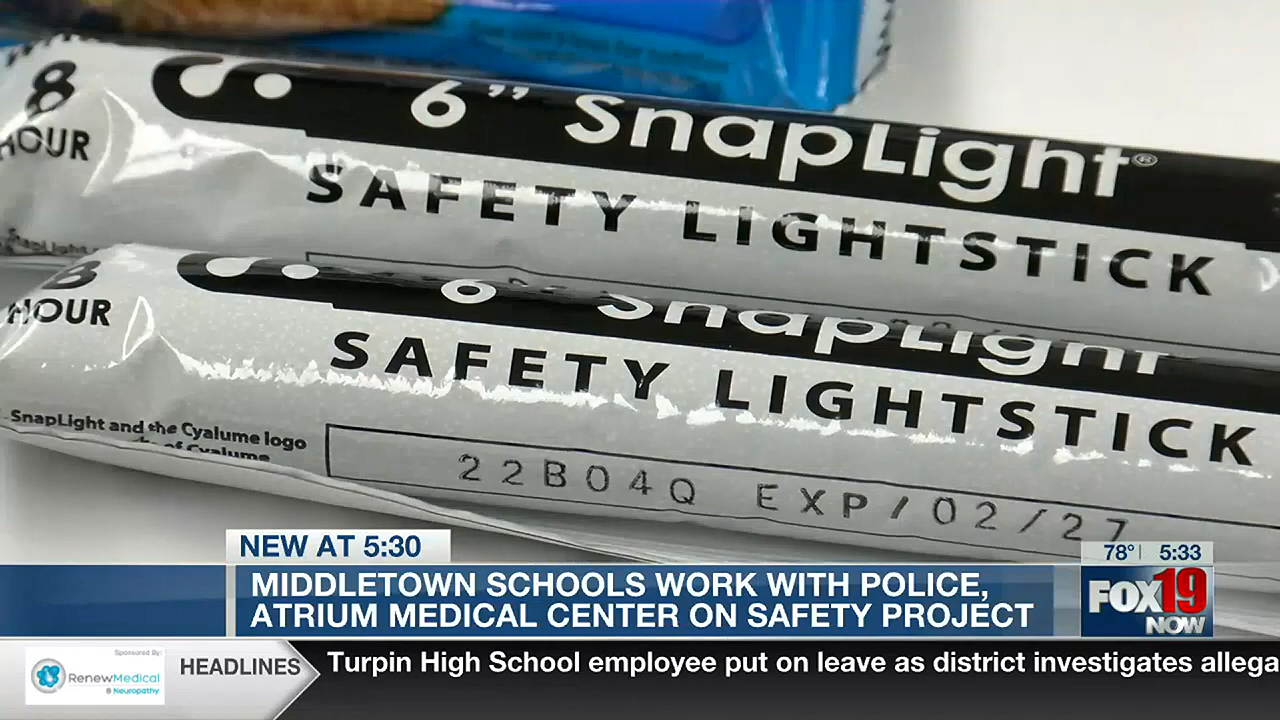 8
HOUR
6” SnapLight®
SAFETY LIGHTSTICK
8
HOUR
6” SnapLight
SAFETY LIGHTSTICK
SnapLight and the Cyalume logo
of Cyalume
22B04Q EXP/02/27
NEW AT 5:30
78° 5:33
MIDDLETOWN SCHOOLS WORK WITH POLICE,
ATRIUM MEDICAL CENTER ON SAFETY PROJECT
FOX19
NOW
Sponsored By:
RenewMedical
& Neuropathy
HEADLINES
Turpin High School employee put on leave as district investigates allega